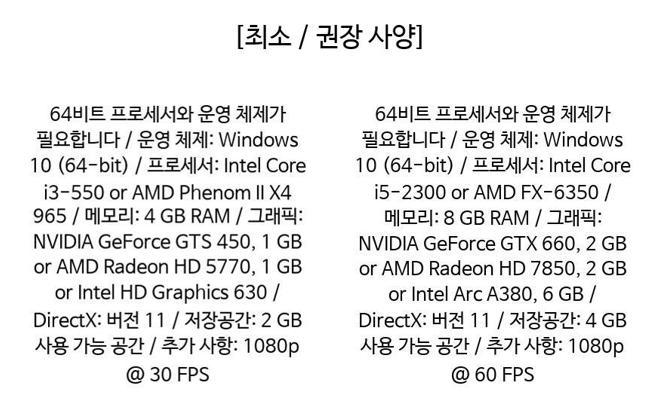 [최소 / 권장 사양]
64비트 프로세서와 운영 체제가
필요합니다 / 운영 체제: Windows
10 (64-bit) / 프로세서: Intel Core
i3-550 or AMD Phenom II X4
965 / 메모리: 4 GB RAM / 그래픽:
NVIDIA GeForce GTS 450, 1 GB
or AMD Radeon HD 5770, 1 GB
or Intel HD Graphics 630 /
DirectX: 버전 11 / 저장공간: 2 GB
사용 가능 공간 / 추가 사항: 1080p
@ 30 FPS
64비트 프로세서와 운영 체제가
필요합니다 / 운영 체제: Windows
10 (64-bit) / 프로세서: Intel Core
i5-2300 or AMD FX-6350 /
메모리: 8 GB RAM / 그래픽:
NVIDIA GeForce GTX 660, 2 GB
or AMD Radeon HD 7850, 2 GB
or Intel Arc A380, 6 GB /
DirectX: 버전 11 / 저장공간: 4 GB
사용 가능 공간 / 추가 사항: 1080p
@ 60 FPS